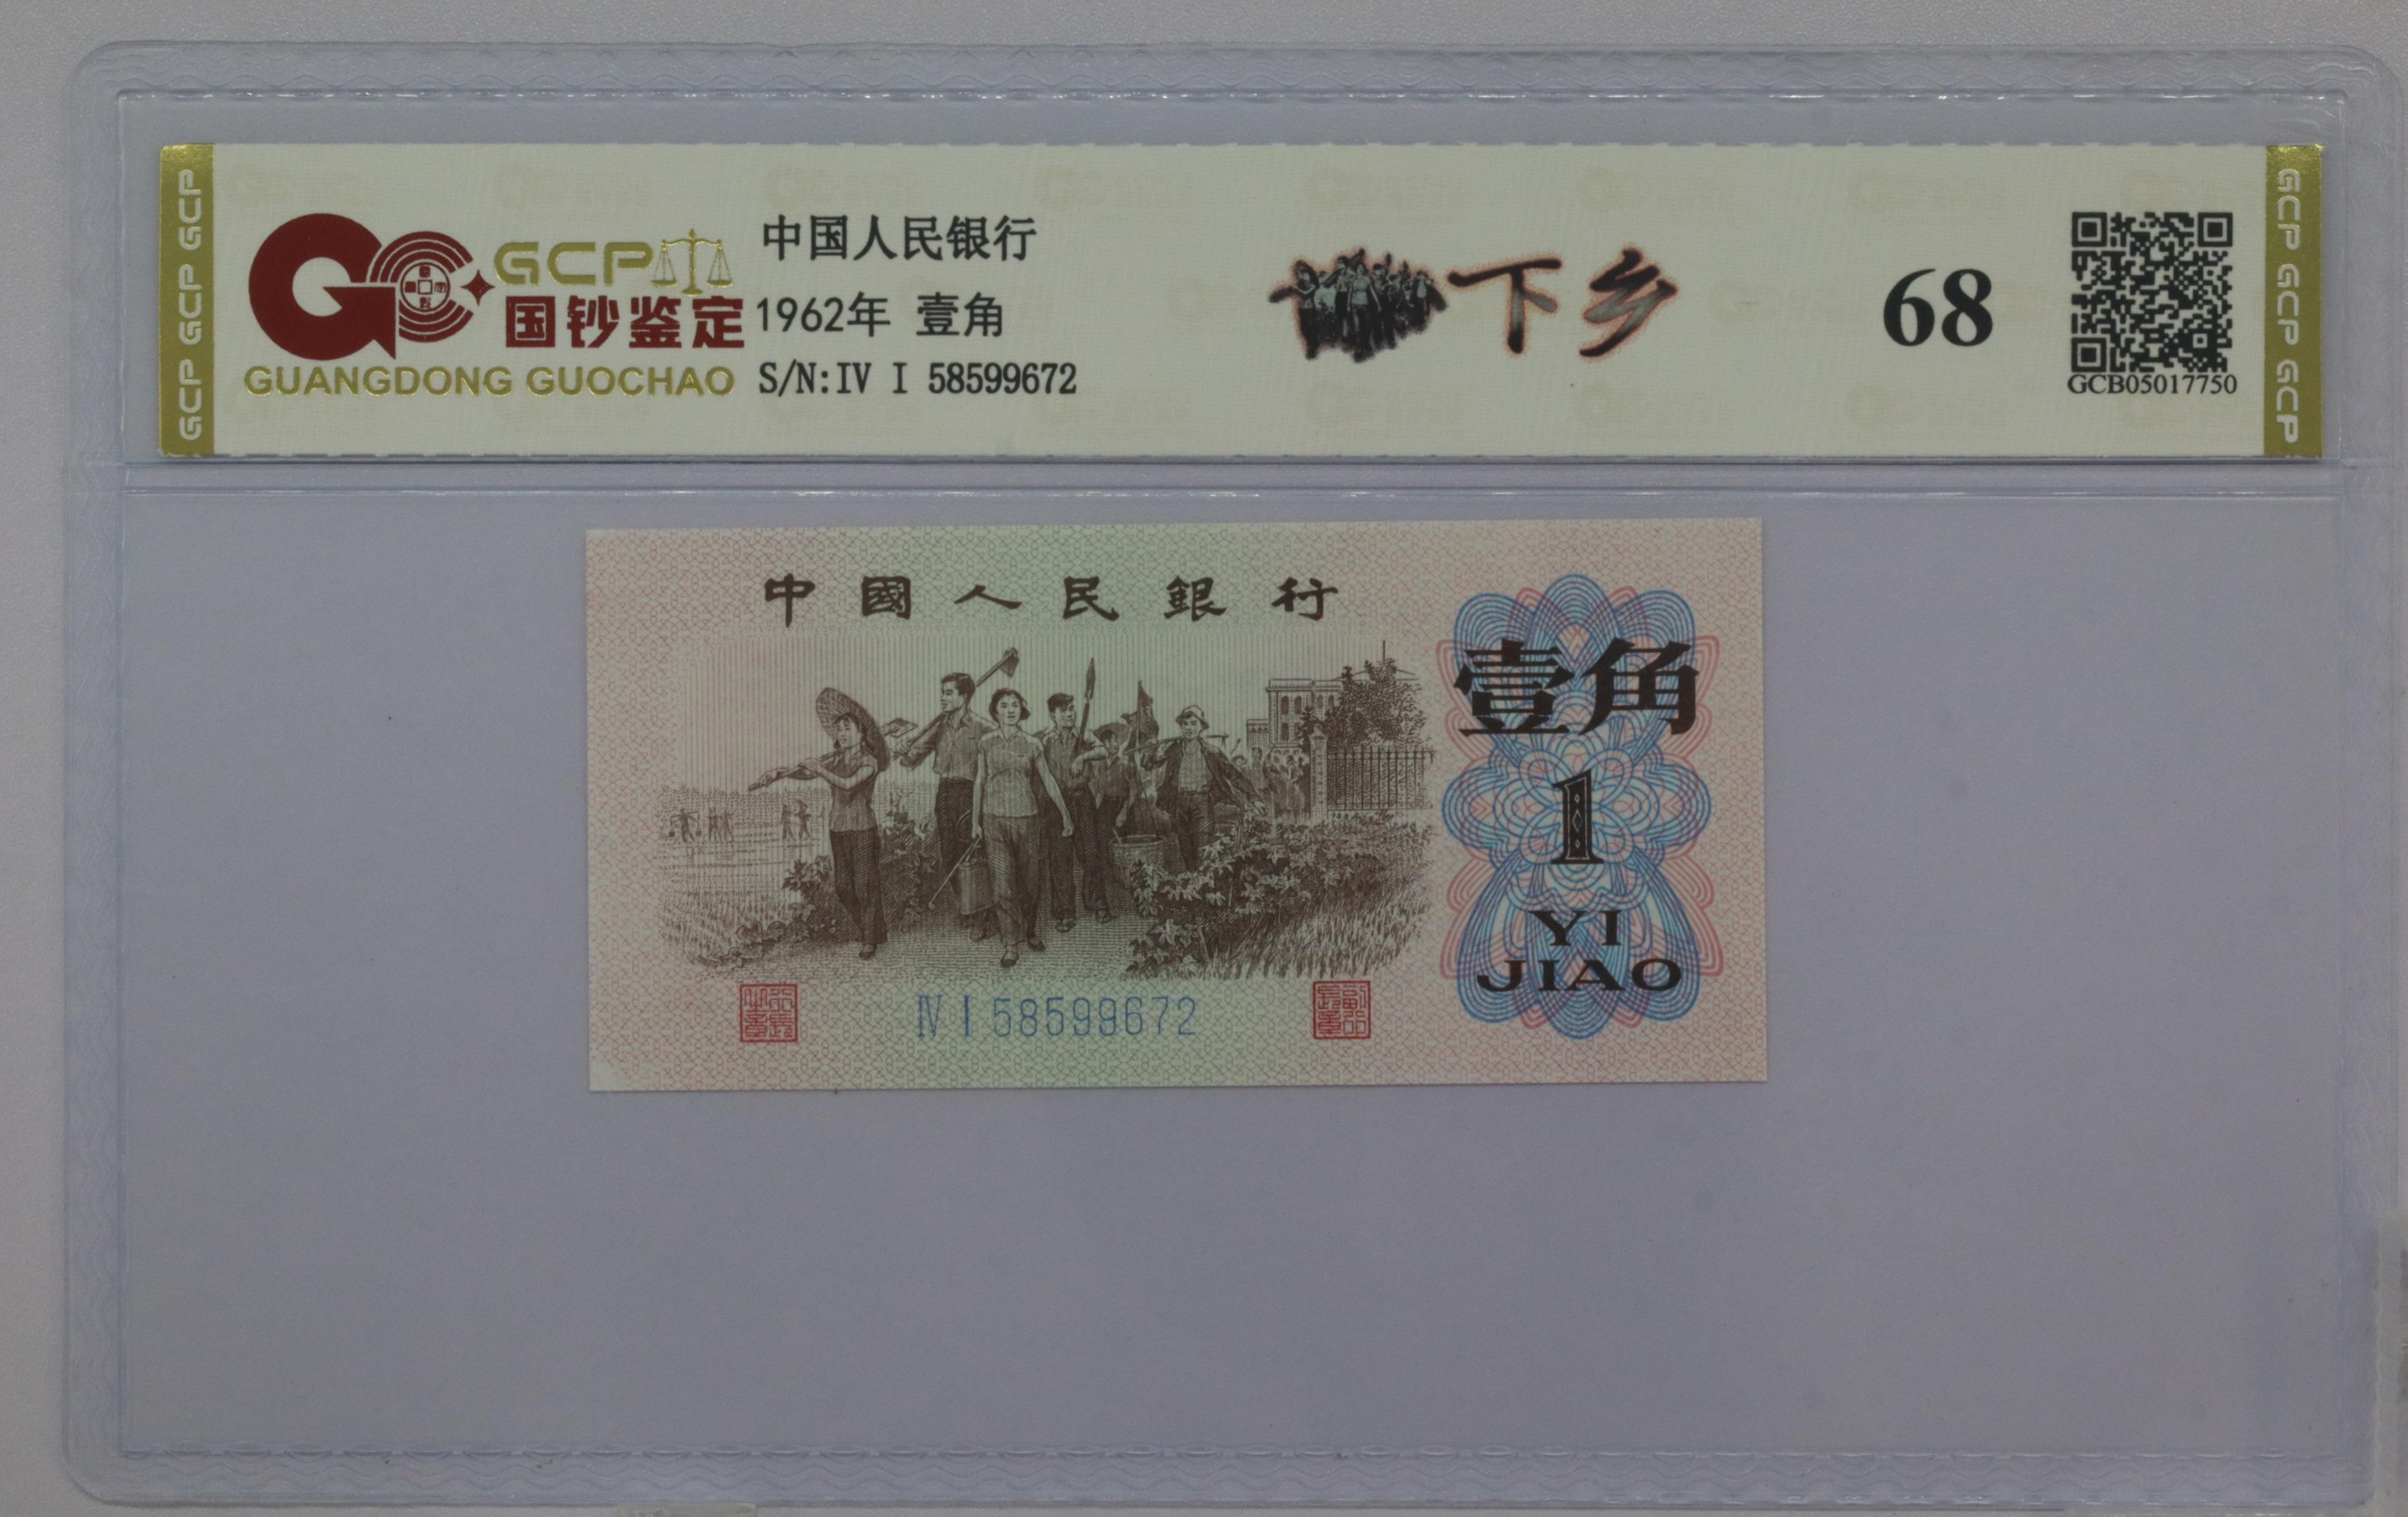 GCP GCP GCP
GCP
国钞鉴定
GUANGDONG GUOCHAO
中国人民银行
1962年 壹角
S/N:IV I 58599672
下乡
68
GCB05017750
GCP GCP GCP
中國人民銀行
壹角
1
YI
JIAO
Ⅳ Ⅰ 58599672